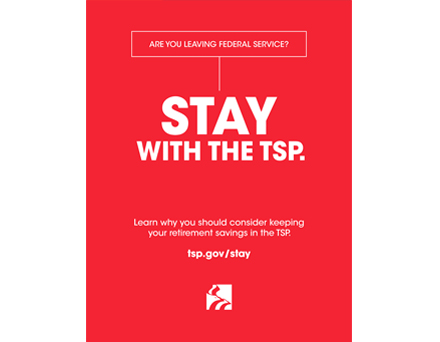 ARE YOU LEAVING FEDERAL SERVICE?
STAY
WITH THE TSP.
Learn why you should consider keeping
your retirement savings in the TSP.
tsp.gov/stay